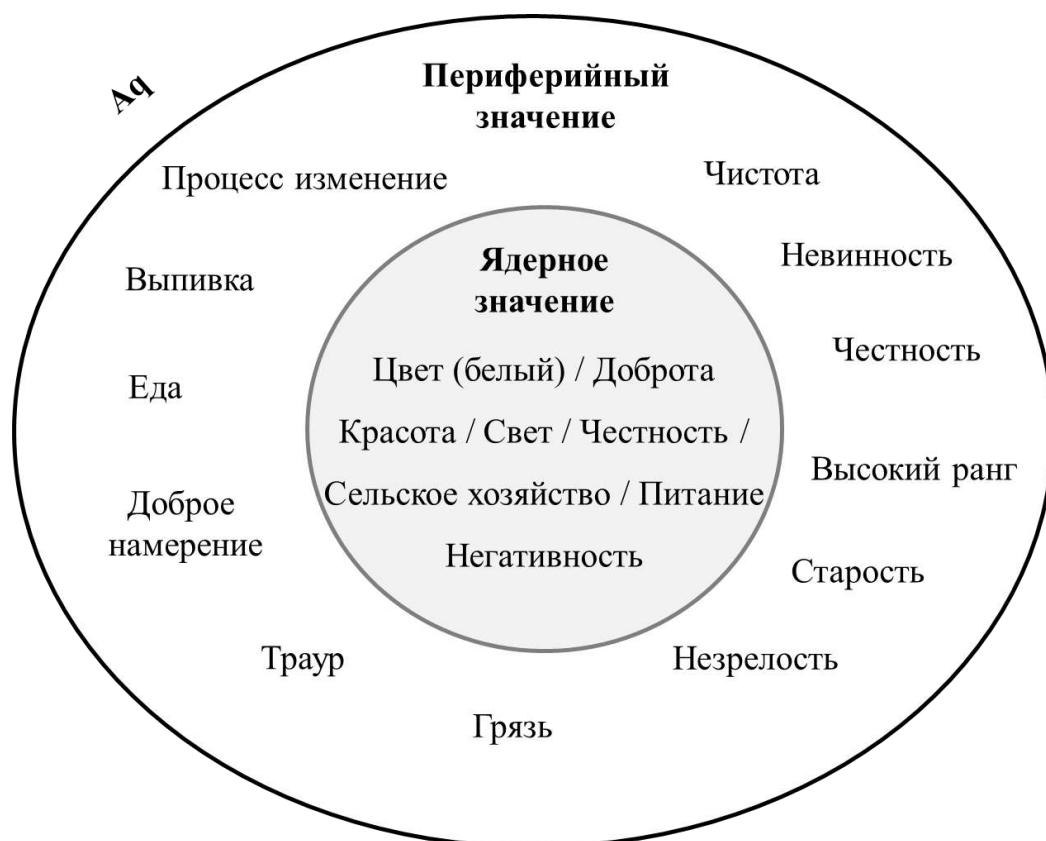 Aq
Периферийный
значение
Процесс изменение
Чистота
Выпивка
Невинность
Еда
Честность
Доброе
намерение
Высокий ранг
Старость
Траур
Незрелость
Грязь
Ядерное
значение
Цвет (белый) / Доброта
Красота / Свет / Честность /
Сельское хозяйство / Питание
Негативность